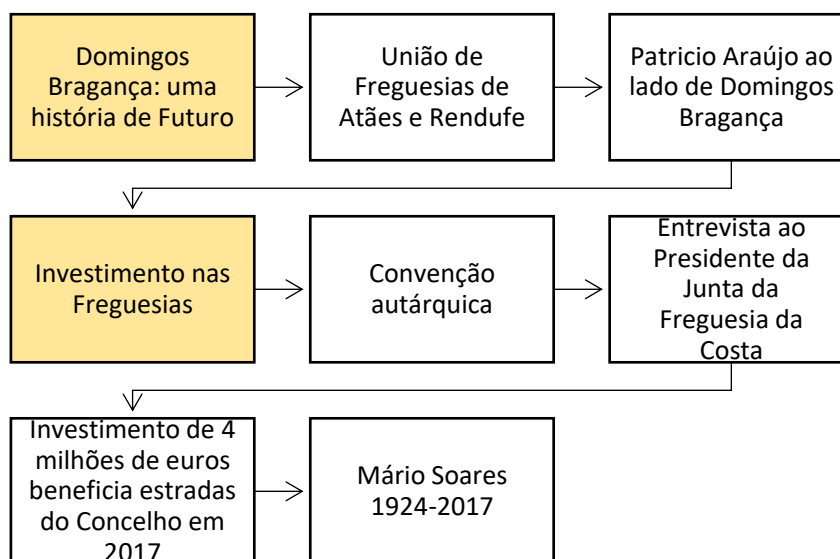 Domingos
Bragança: uma
história de Futuro
União de
Freguesias de
Atães e Rendufe
Patricio Araújo ao
lado de Domingos
Bragança
Investimento nas
Freguesias
Convenção
autárquica
Entrevista ao
Presidente da
Junta da
Freguesia da
Costa
Investimento de 4
milhões de euros
beneficia estradas
do Concelho em
2017
Mário Soares
1924-2017